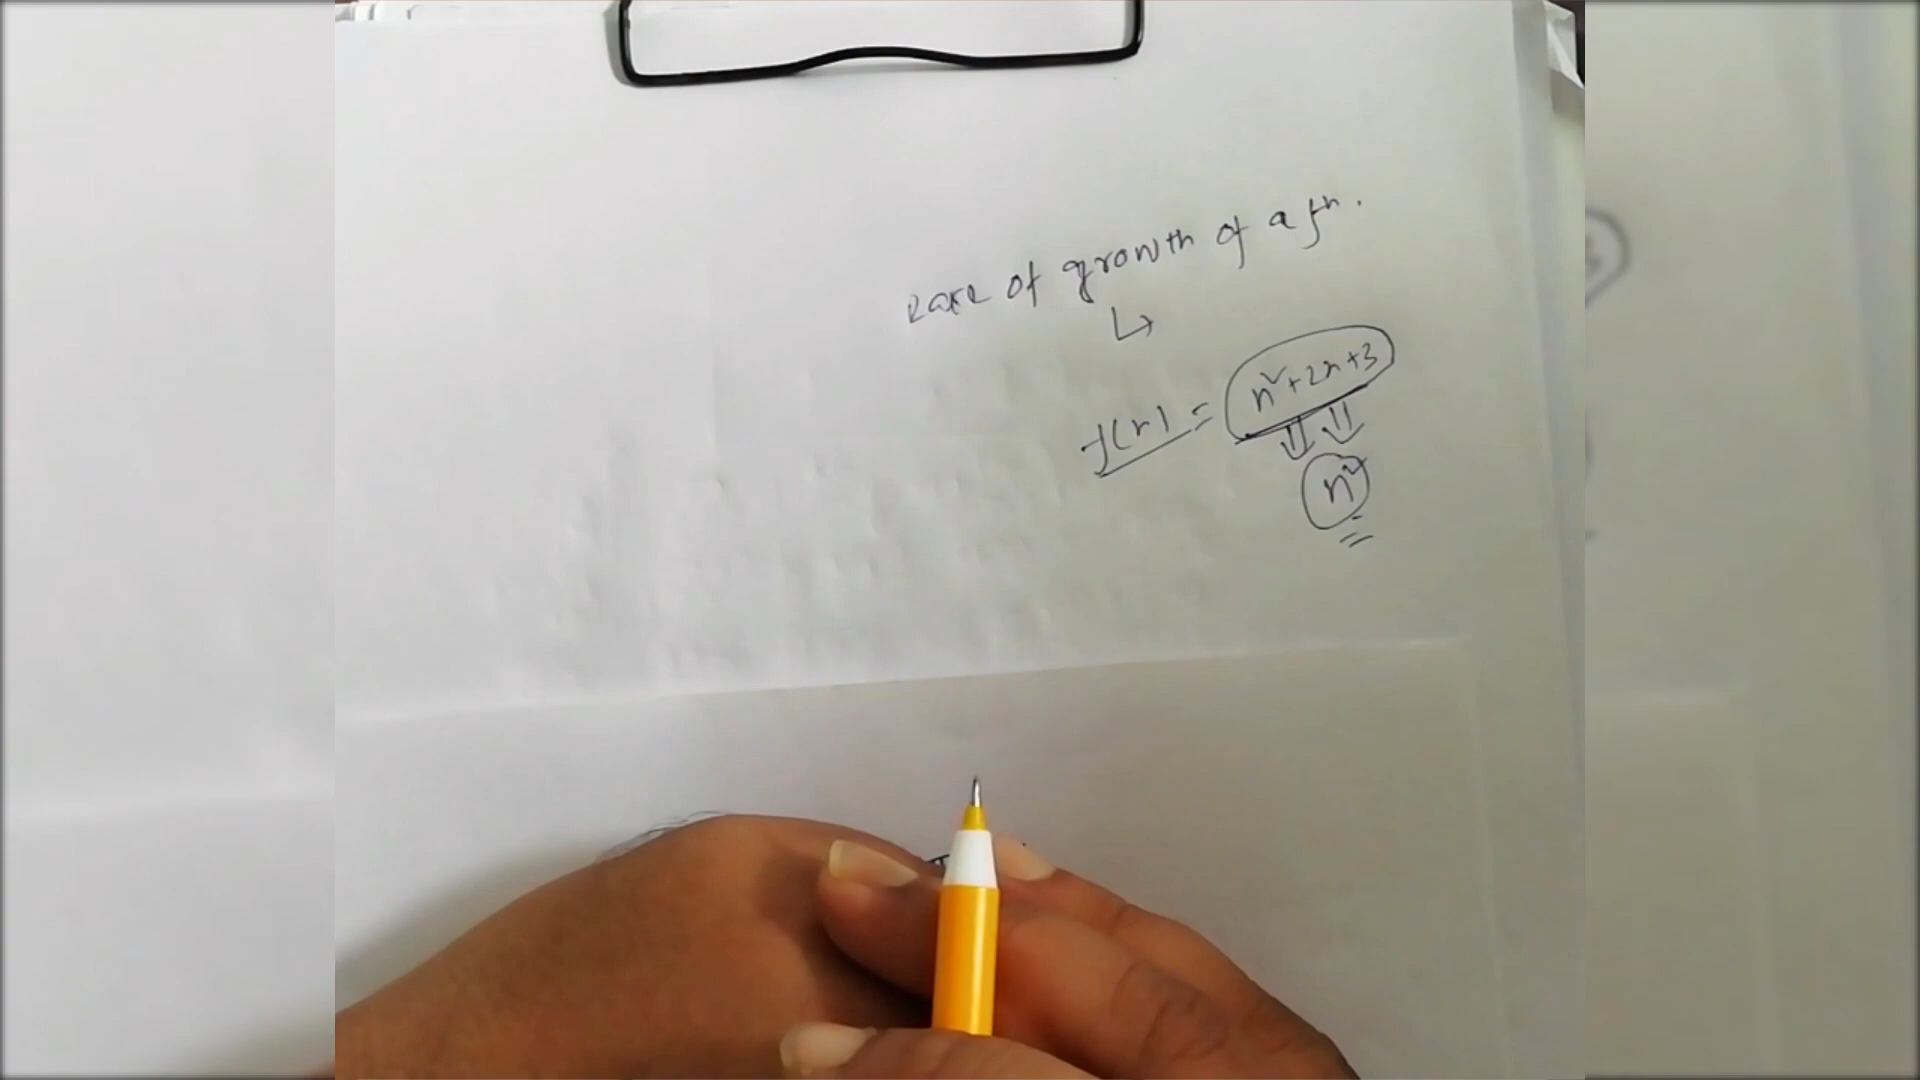 Rate of growth of a fn.
↳
f(n) = n²+2n+3
⇓ ⇓
n²